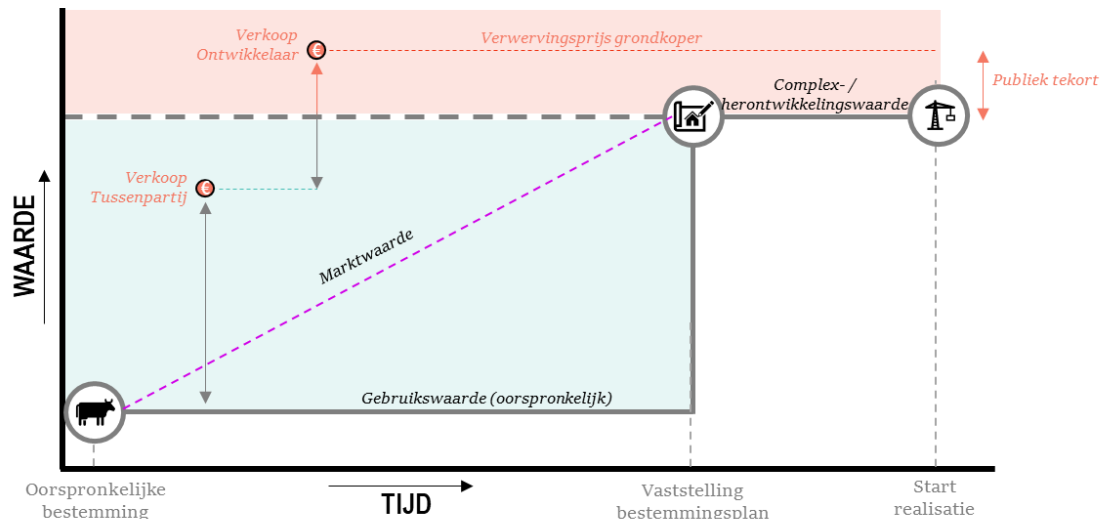 Verkoop
Ontwikkelaar
€
Verwervingsprijs grondkoper
Publiek tekort
Complex- /
herontwikkelingswaarde
Verkoop
Tussenpartij
€
WAARDE
Marktwaarde
Gebruikswaarde (oorspronkelijk)
Oorspronkelijke
bestemming
TIJD
Vaststelling
bestemmingsplan
Start
realisatie